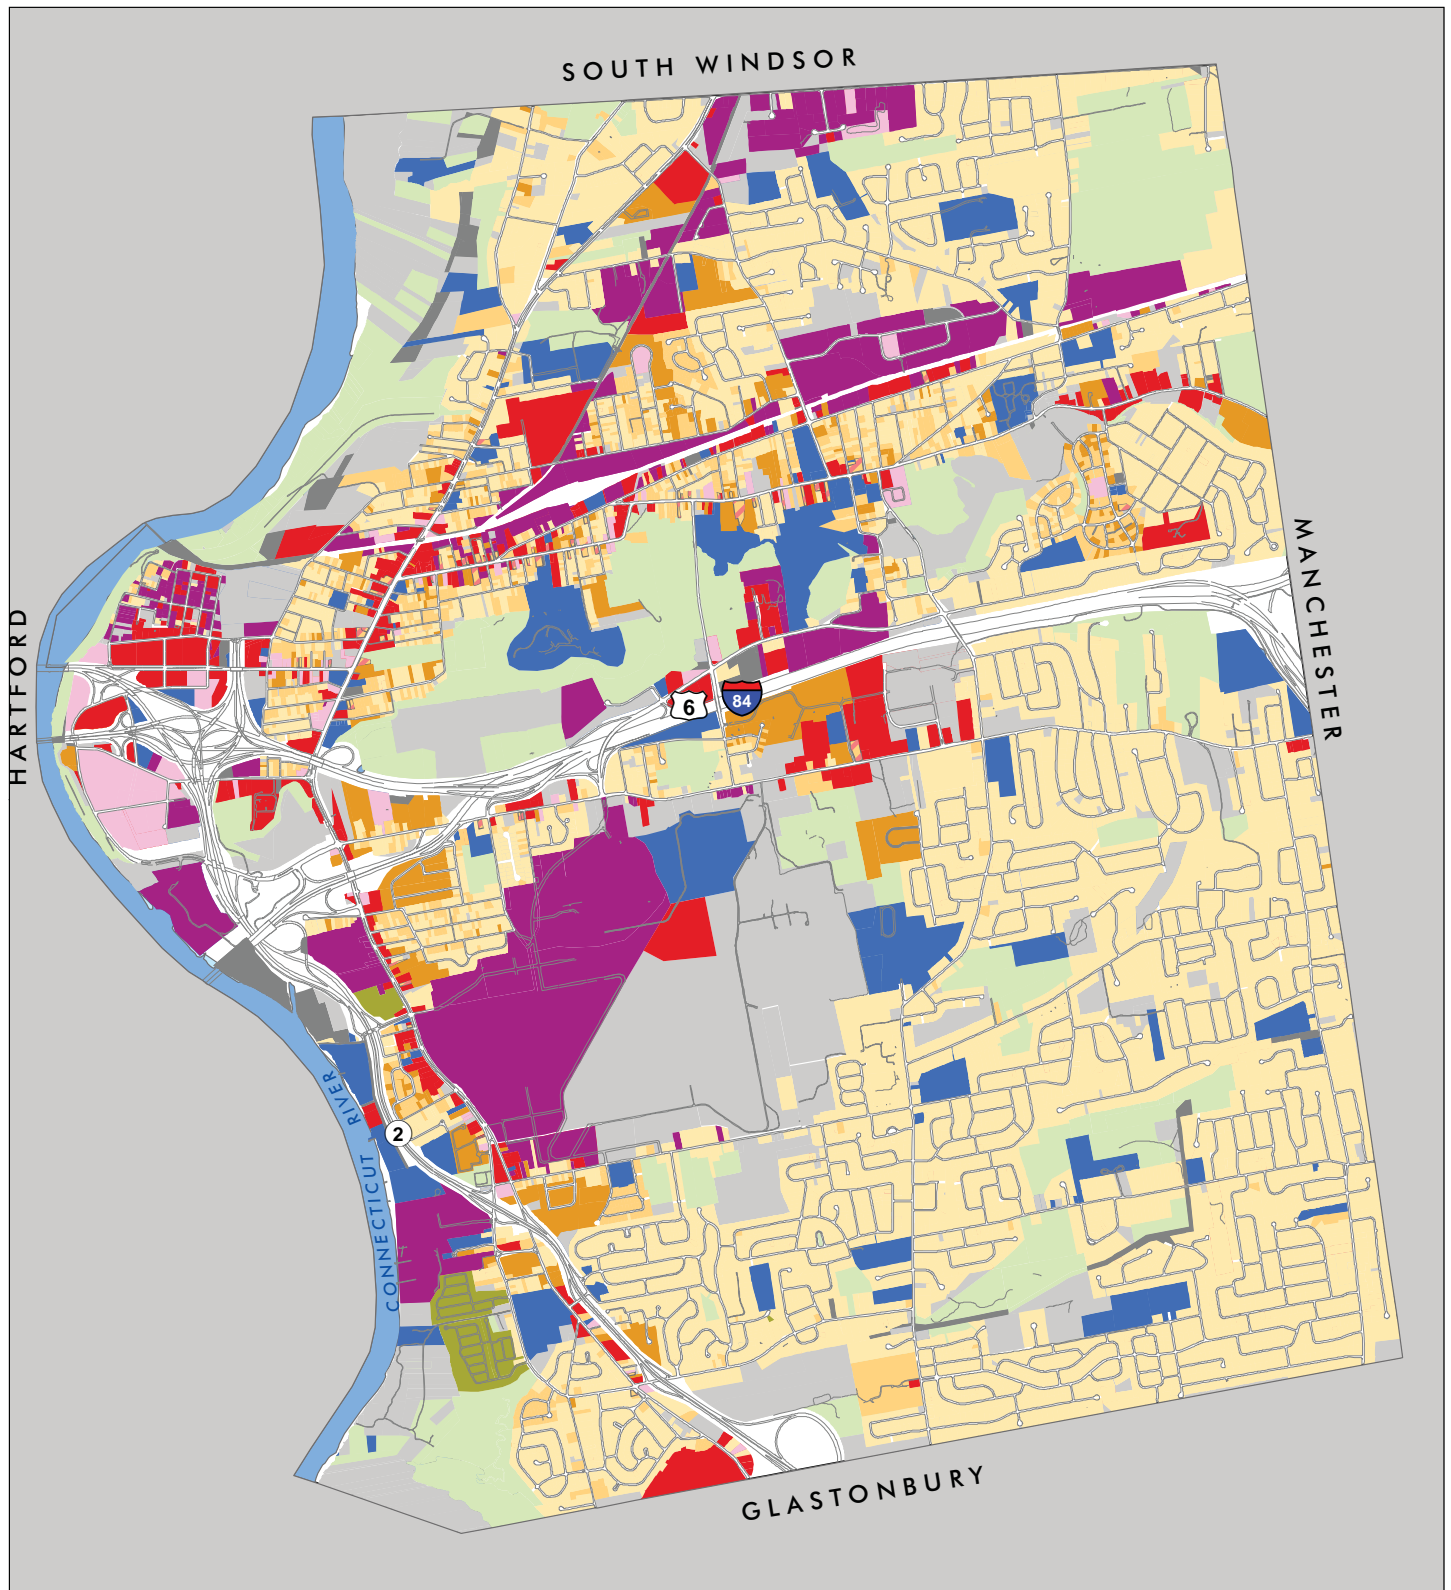 SOUTH WINDSOR
HARTFORD
MANCHESTER
6
84
2
CONNECTICUT RIVER
GLASTONBURY